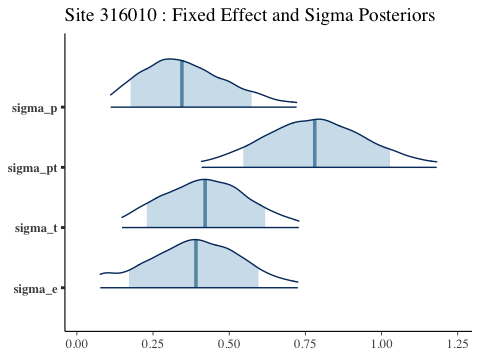 Site 316010 : Fixed Effect and Sigma Posteriors
sigma_p
sigma_pt
sigma_t
sigma_e
0.00 0.25 0.50 0.75 1.00 1.25